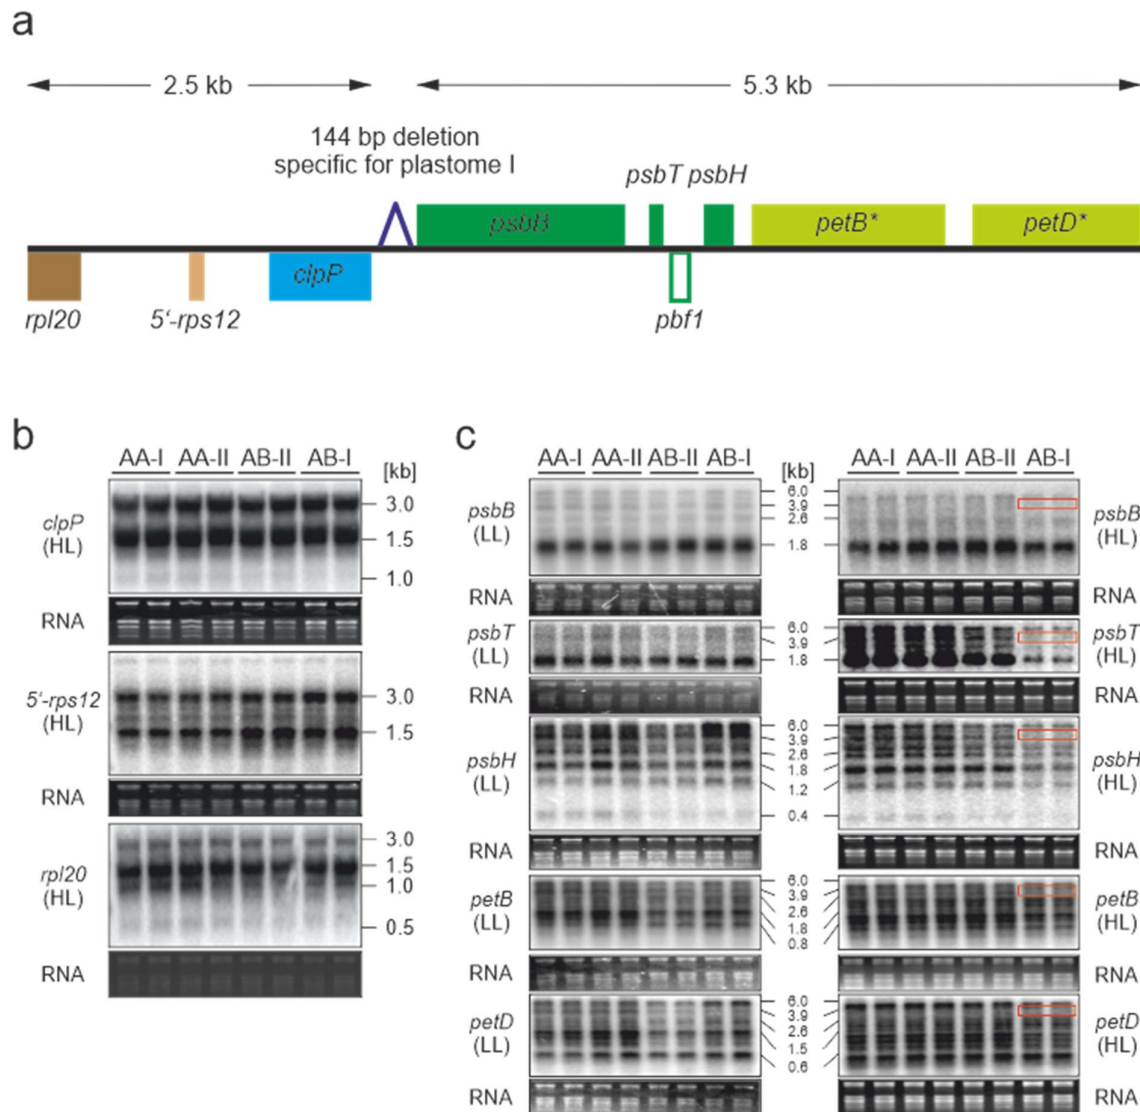 a
2.5 kb
5.3 kb
144 bp deletion
specific for plastome I
psbT psbH
psbB
petB*
petD*
clpP
rpl20
5‘-rps12
pbf1
b
AA-I AA-II AB-II AB-I
[kb]
clpP
(HL)
3.0
1.5
1.0
RNA
5‘-rps12
(HL)
3.0
1.5
RNA
rpl20
(HL)
3.0
1.5
1.0
0.5
RNA
c
AA-I AA-II AB-II AB-I
[kb]
AA-I AA-II AB-II AB-I
psbB
(LL)
6.0
3.9
2.6
1.8
psbB
(HL)
RNA
RNA
psbT
(LL)
6.0
3.9
1.8
psbT
(HL)
RNA
RNA
psbH
(LL)
6.0
3.9
2.6
1.8
1.2
0.4
psbH
(HL)
RNA
RNA
petB
(LL)
6.0
3.9
2.6
1.8
0.8
petB
(HL)
RNA
RNA
petD
(LL)
6.0
3.9
2.6
1.5
0.6
petD
(HL)
RNA
RNA